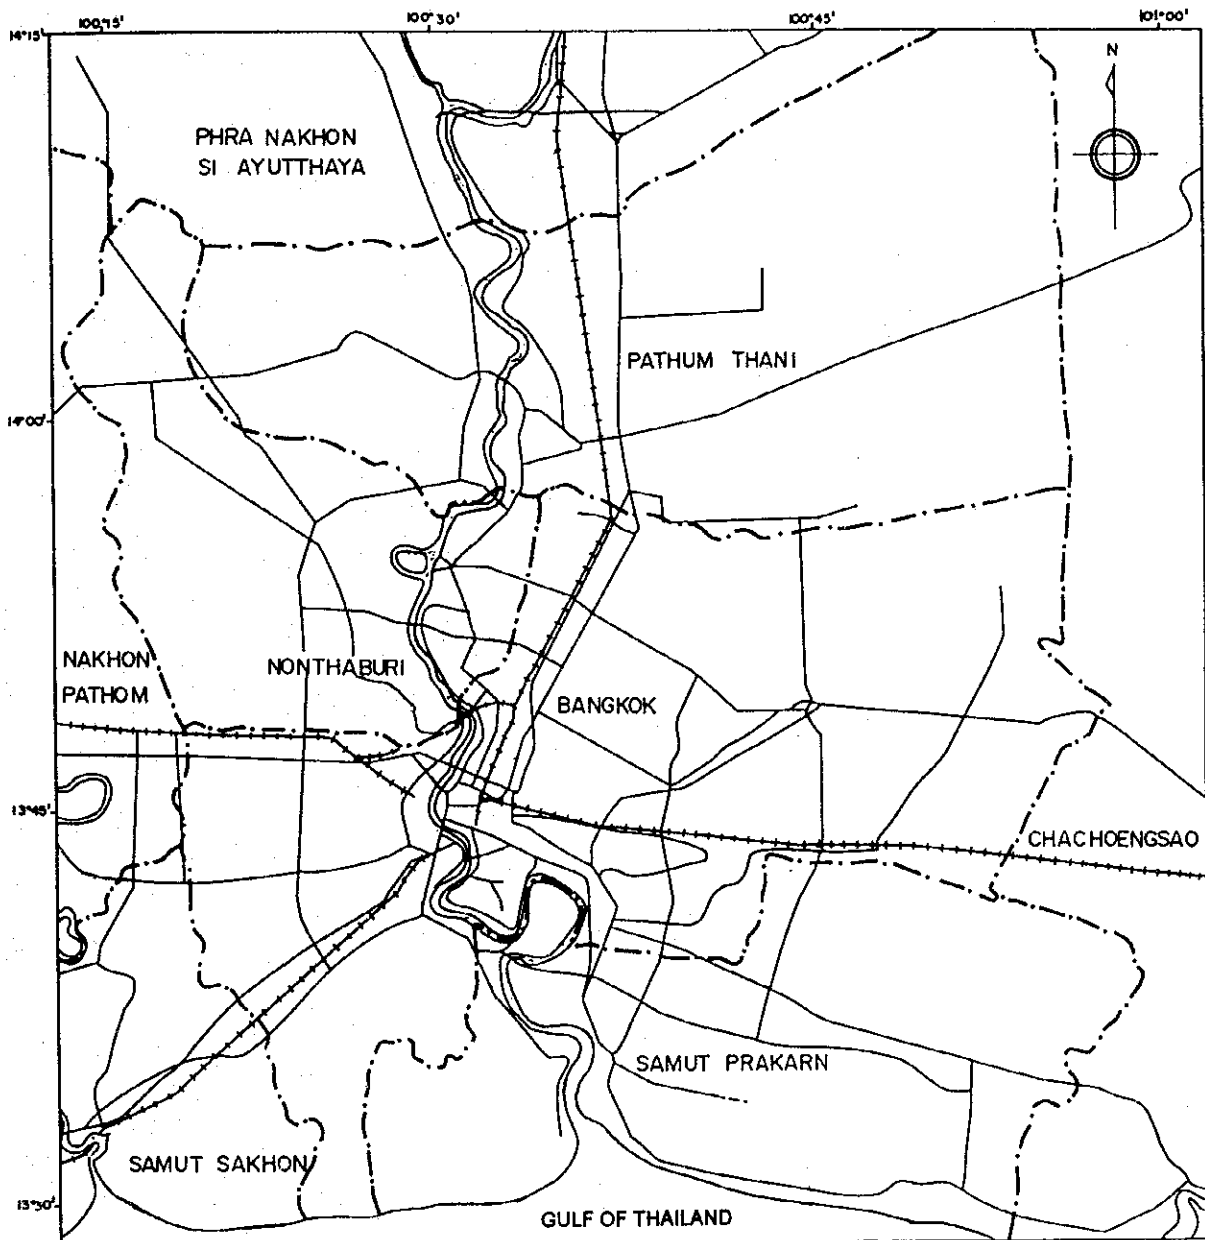 100°15'
100°30'
100°45'
101°00'
14°15'
N
PHRA NAKHON
SI AYUTTHAYA
PATHUM THANI
14°00'
NAKHON
PATHOM
NONTHABURI
BANGKOK
13°45'
CHACHOENGSAO
SAMUT PRAKARN
SAMUT SAKHON
13°30'
GULF OF THAILAND